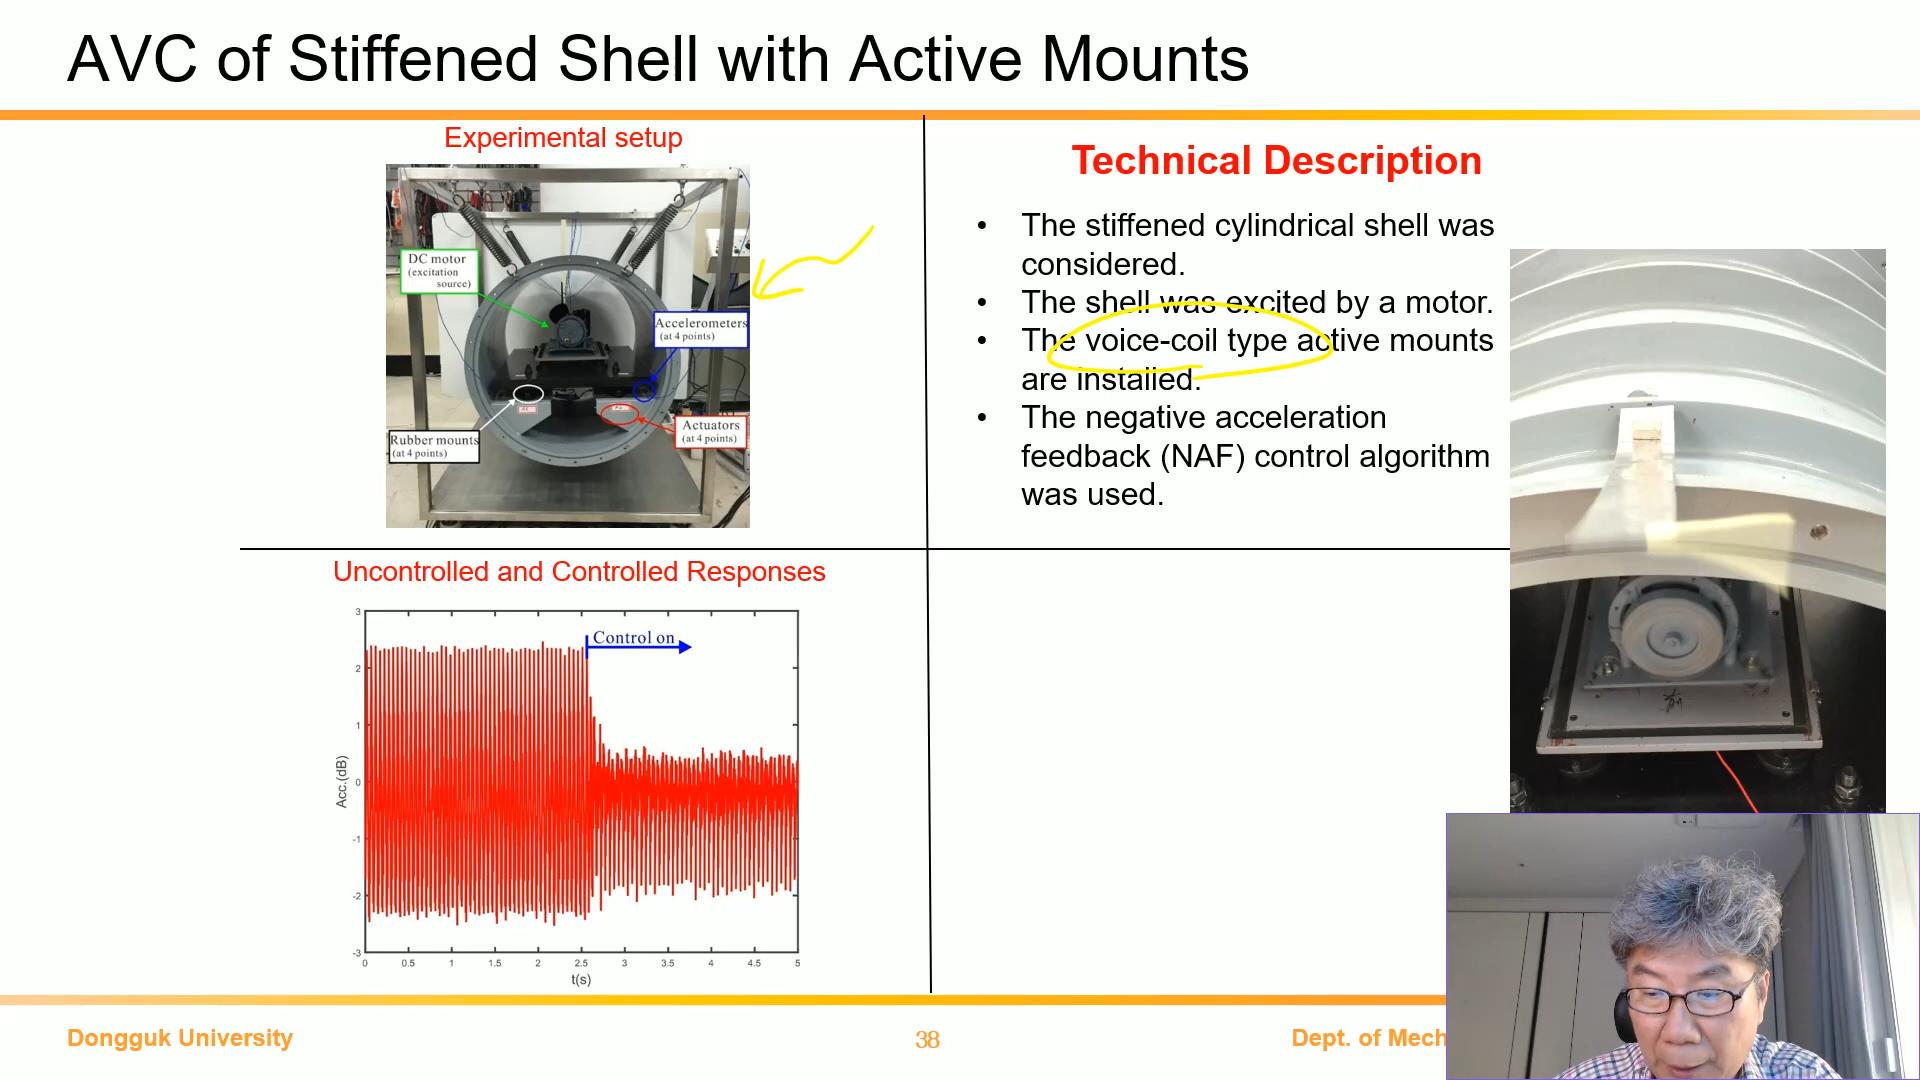 AVC of Stiffened Shell with Active Mounts
Experimental setup
DC motor
(excitation
source)
Accelerometers
(at 4 points)
Rubber mounts
(at 4 points)
Actuators
(at 4 points)
Technical Description
• The stiffened cylindrical shell was
considered.
• The shell was excited by a motor.
• The voice-coil type active mounts
are installed.
• The negative acceleration
feedback (NAF) control algorithm
was used.
Uncontrolled and Controlled Responses
Control on
Acc.(dB)
3
2
1
0
-1
-2
-3
0 0.5 1 1.5 2 2.5 3 3.5 4 4.5 5
t(s)
Dongguk University
38
Dept. of Mech